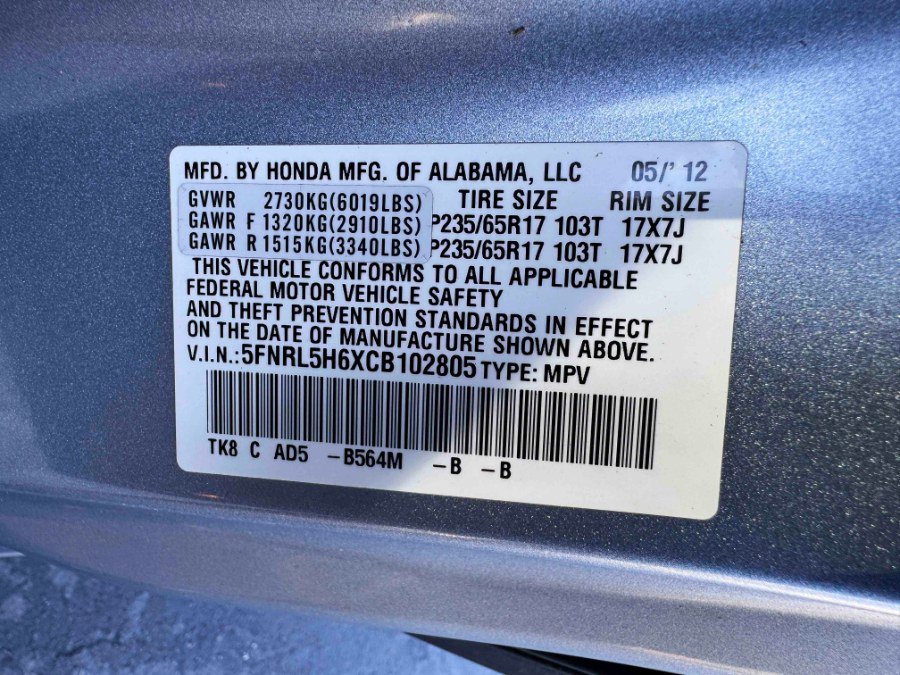 MFD. BY HONDA MFG. OF ALABAMA, LLC 05/'12
GVWR 2730KG(6019LBS) TIRE SIZE RIM SIZE
GAWR F 1320KG(2910LBS) P235/65R17 103T 17X7J
GAWR R 1515KG(3340LBS) P235/65R17 103T 17X7J
THIS VEHICLE CONFORMS TO ALL APPLICABLE
FEDERAL MOTOR VEHICLE SAFETY
AND THEFT PREVENTION STANDARDS IN EFFECT
ON THE DATE OF MANUFACTURE SHOWN ABOVE.
V.I.N.:5FNRL5H6XCB102805 TYPE: MPV
TK8 C AD5 -B564M -B -B